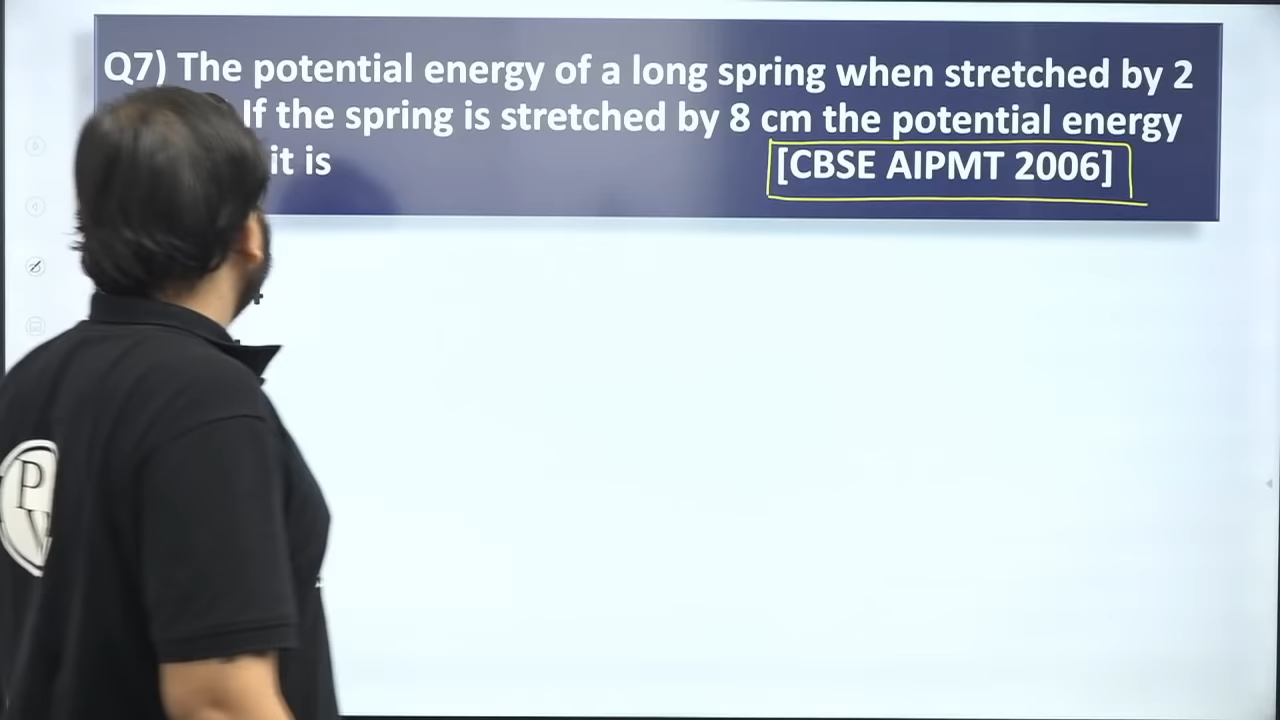 Q7) The potential energy of a long spring when stretched by 2
If the spring is stretched by 8 cm the potential energy
it is [CBSE AIPMT 2006]
P
W